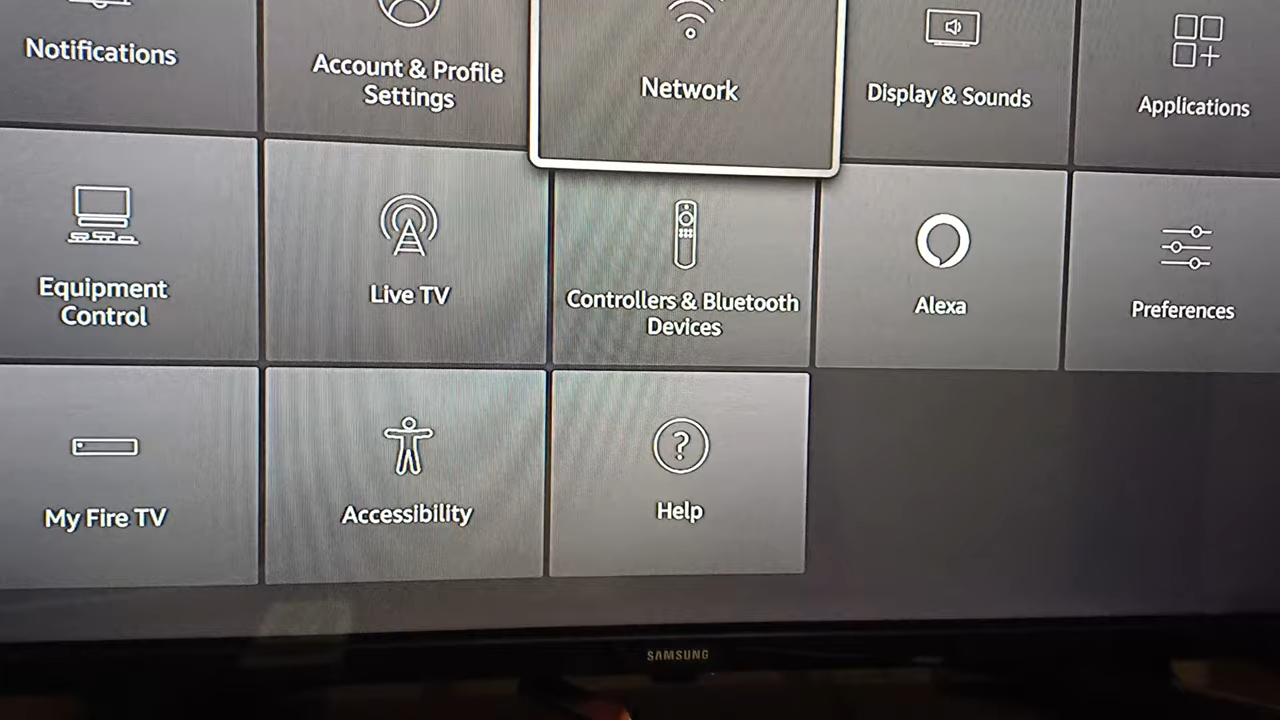 Notifications
Account & Profile
Settings
Network
Display & Sounds
Applications
Equipment
Control
Live TV
Controllers & Bluetooth
Devices
Alexa
Preferences
My Fire TV
Accessibility
Help
SAMSUNG